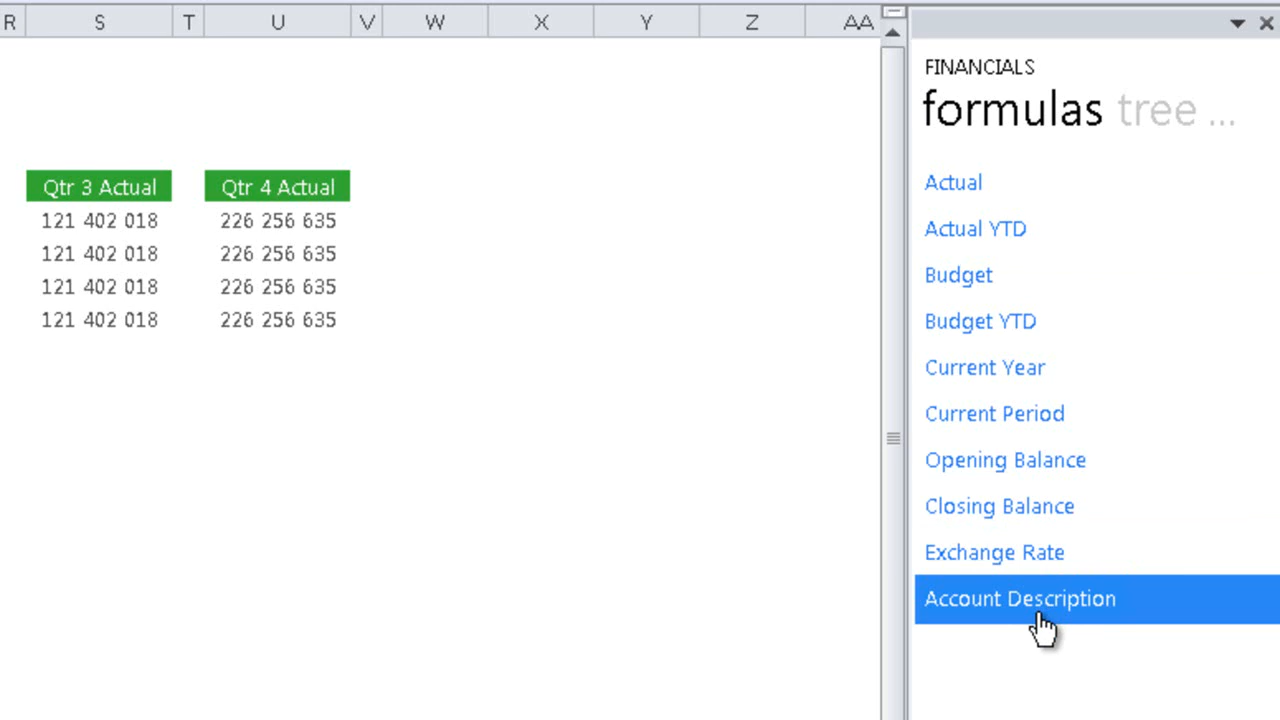 R S T U V W X Y Z AA
FINANCIALS
formulas tree ...
Qtr 3 Actual Qtr 4 Actual
121 402 018 226 256 635
121 402 018 226 256 635
121 402 018 226 256 635
121 402 018 226 256 635
Actual
Actual YTD
Budget
Budget YTD
Current Year
Current Period
Opening Balance
Closing Balance
Exchange Rate
Account Description